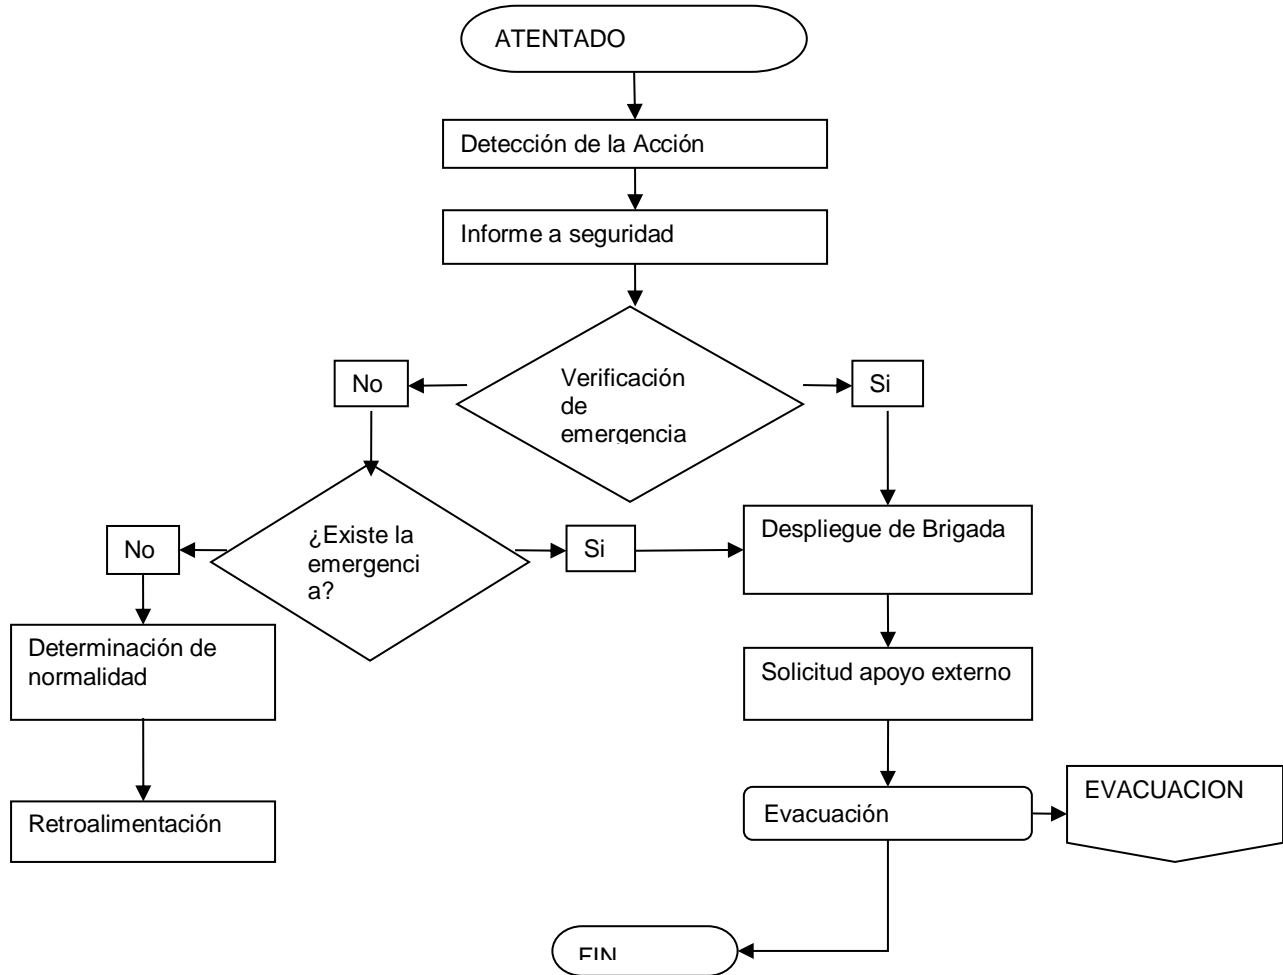 ATENTADO
Detección de la Acción
Informe a seguridad
Verificación
de
emergencia
No
Si
¿Existe la
emergenci
a?
No
Si
Despliegue de Brigada
Determinación de
normalidad
Solicitud apoyo externo
Retroalimentación
Evacuación
EVACUACION
FIN